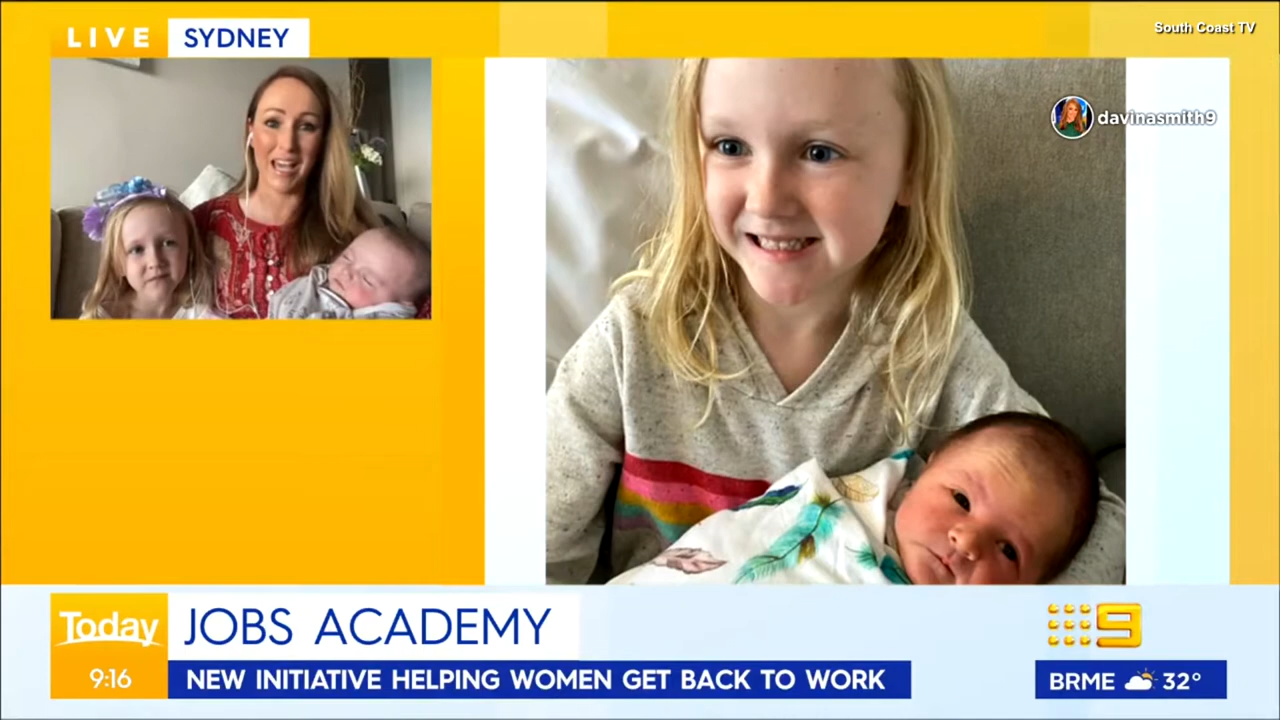 LIVE SYDNEY
South Coast TV
davinasmith9
Today
JOBS ACADEMY
9
9:16
NEW INITIATIVE HELPING WOMEN GET BACK TO WORK
BRME 32°